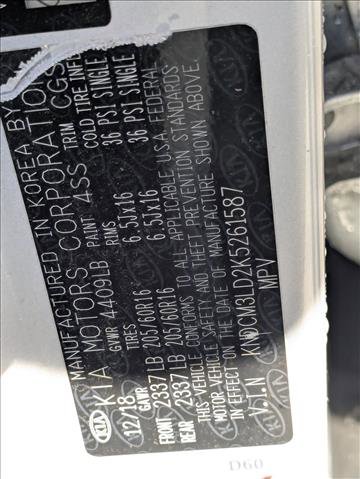 MANUFACTURED IN KOREA BY
KIA KIA MOTORS CORPORATION
12/18 GVWR 4409LB PAINT: 4SS TRIM CGS
GAWR TIRES RIMS COLD TIRE INF
FRONT 2337LB 205/60R16 6.5Jx16 36 PSI SINGLE
REAR 2337LB 205/60R16 6.5Jx16 36 PSI SINGLE
THIS VEHICLE CONFORMS TO ALL APPLICABLE U.S.A. FEDERAL
MOTOR VEHICLE SAFETY AND THEFT PREVENTION STANDARDS
IN EFFECT ON THE DATE OF MANUFACTURE SHOWN ABOVE.
V.I.N KNDCM3LD2K5261587
MPV
D60